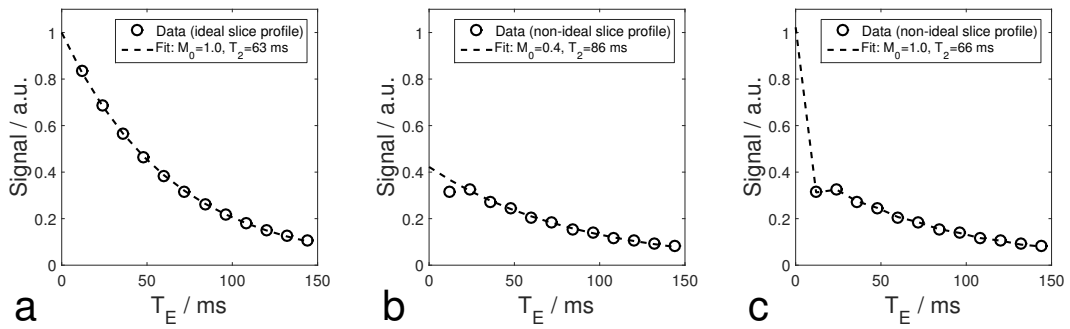 1
0.8
0.6
0.4
0.2
0
Signal / a.u.
Data (ideal slice profile)
Fit: M0=1.0, T2=63 ms
0 50 100 150
T_E / ms
a
1
0.8
0.6
0.4
0.2
0
Signal / a.u.
Data (non-ideal slice profile)
Fit: M0=0.4, T2=86 ms
0 50 100 150
T_E / ms
b
1
0.8
0.6
0.4
0.2
0
Signal / a.u.
Data (non-ideal slice profile)
Fit: M0=1.0, T2=66 ms
0 50 100 150
T_E / ms
c